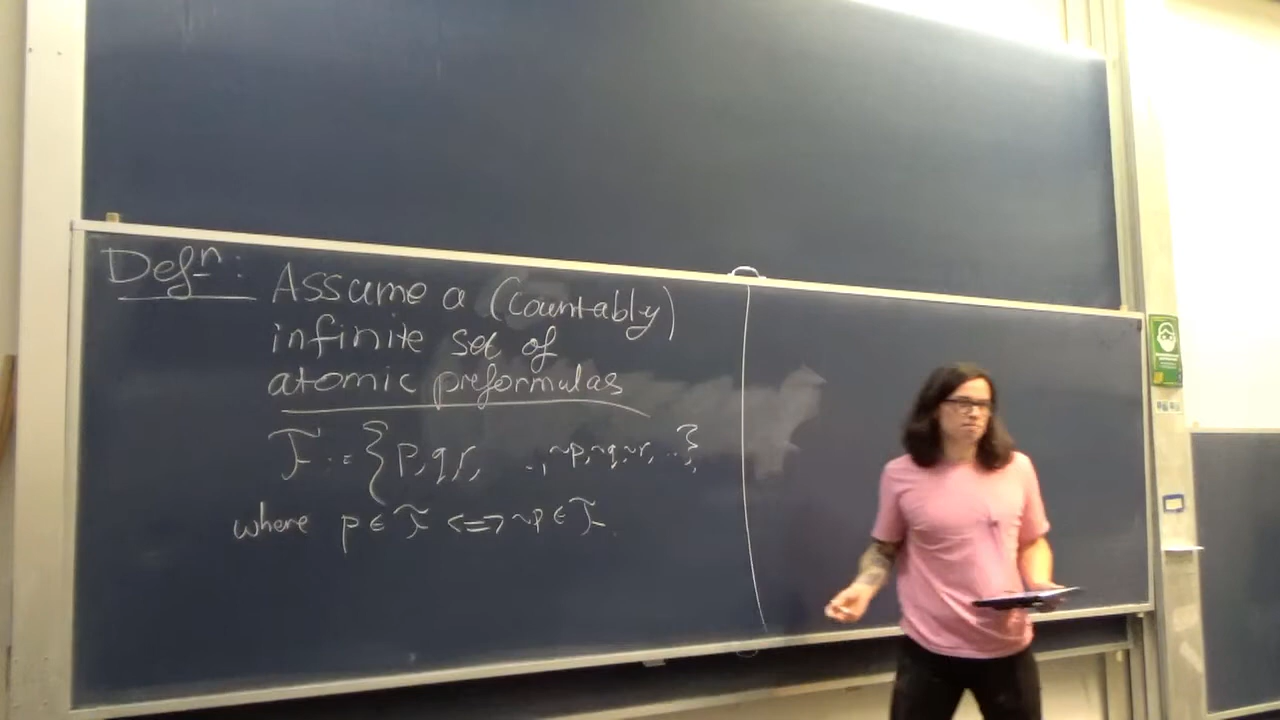 Defⁿ: Assume a (countably)
infinite set of
atomic preformulas
ℱ := {p, q, r, ..., ~p, ~q, ~r, ...}
where p ∈ ℱ <=> ~p ∈ ℱ.